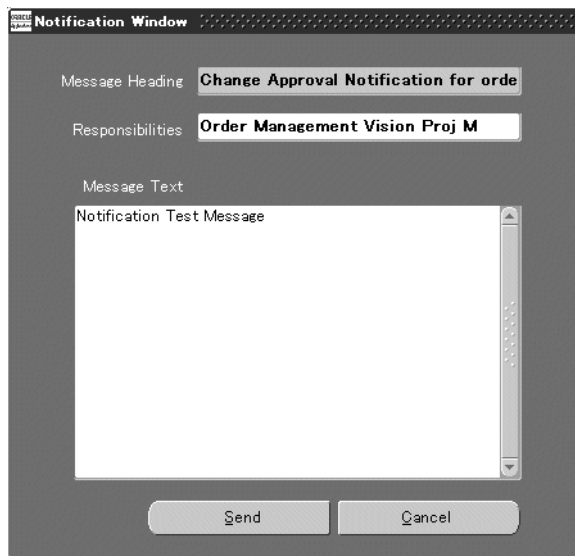 Notification Window
Message Heading Change Approval Notification for orde
Responsibilities Order Management Vision Proj M
Message Text
Notification Test Message
Send Cancel